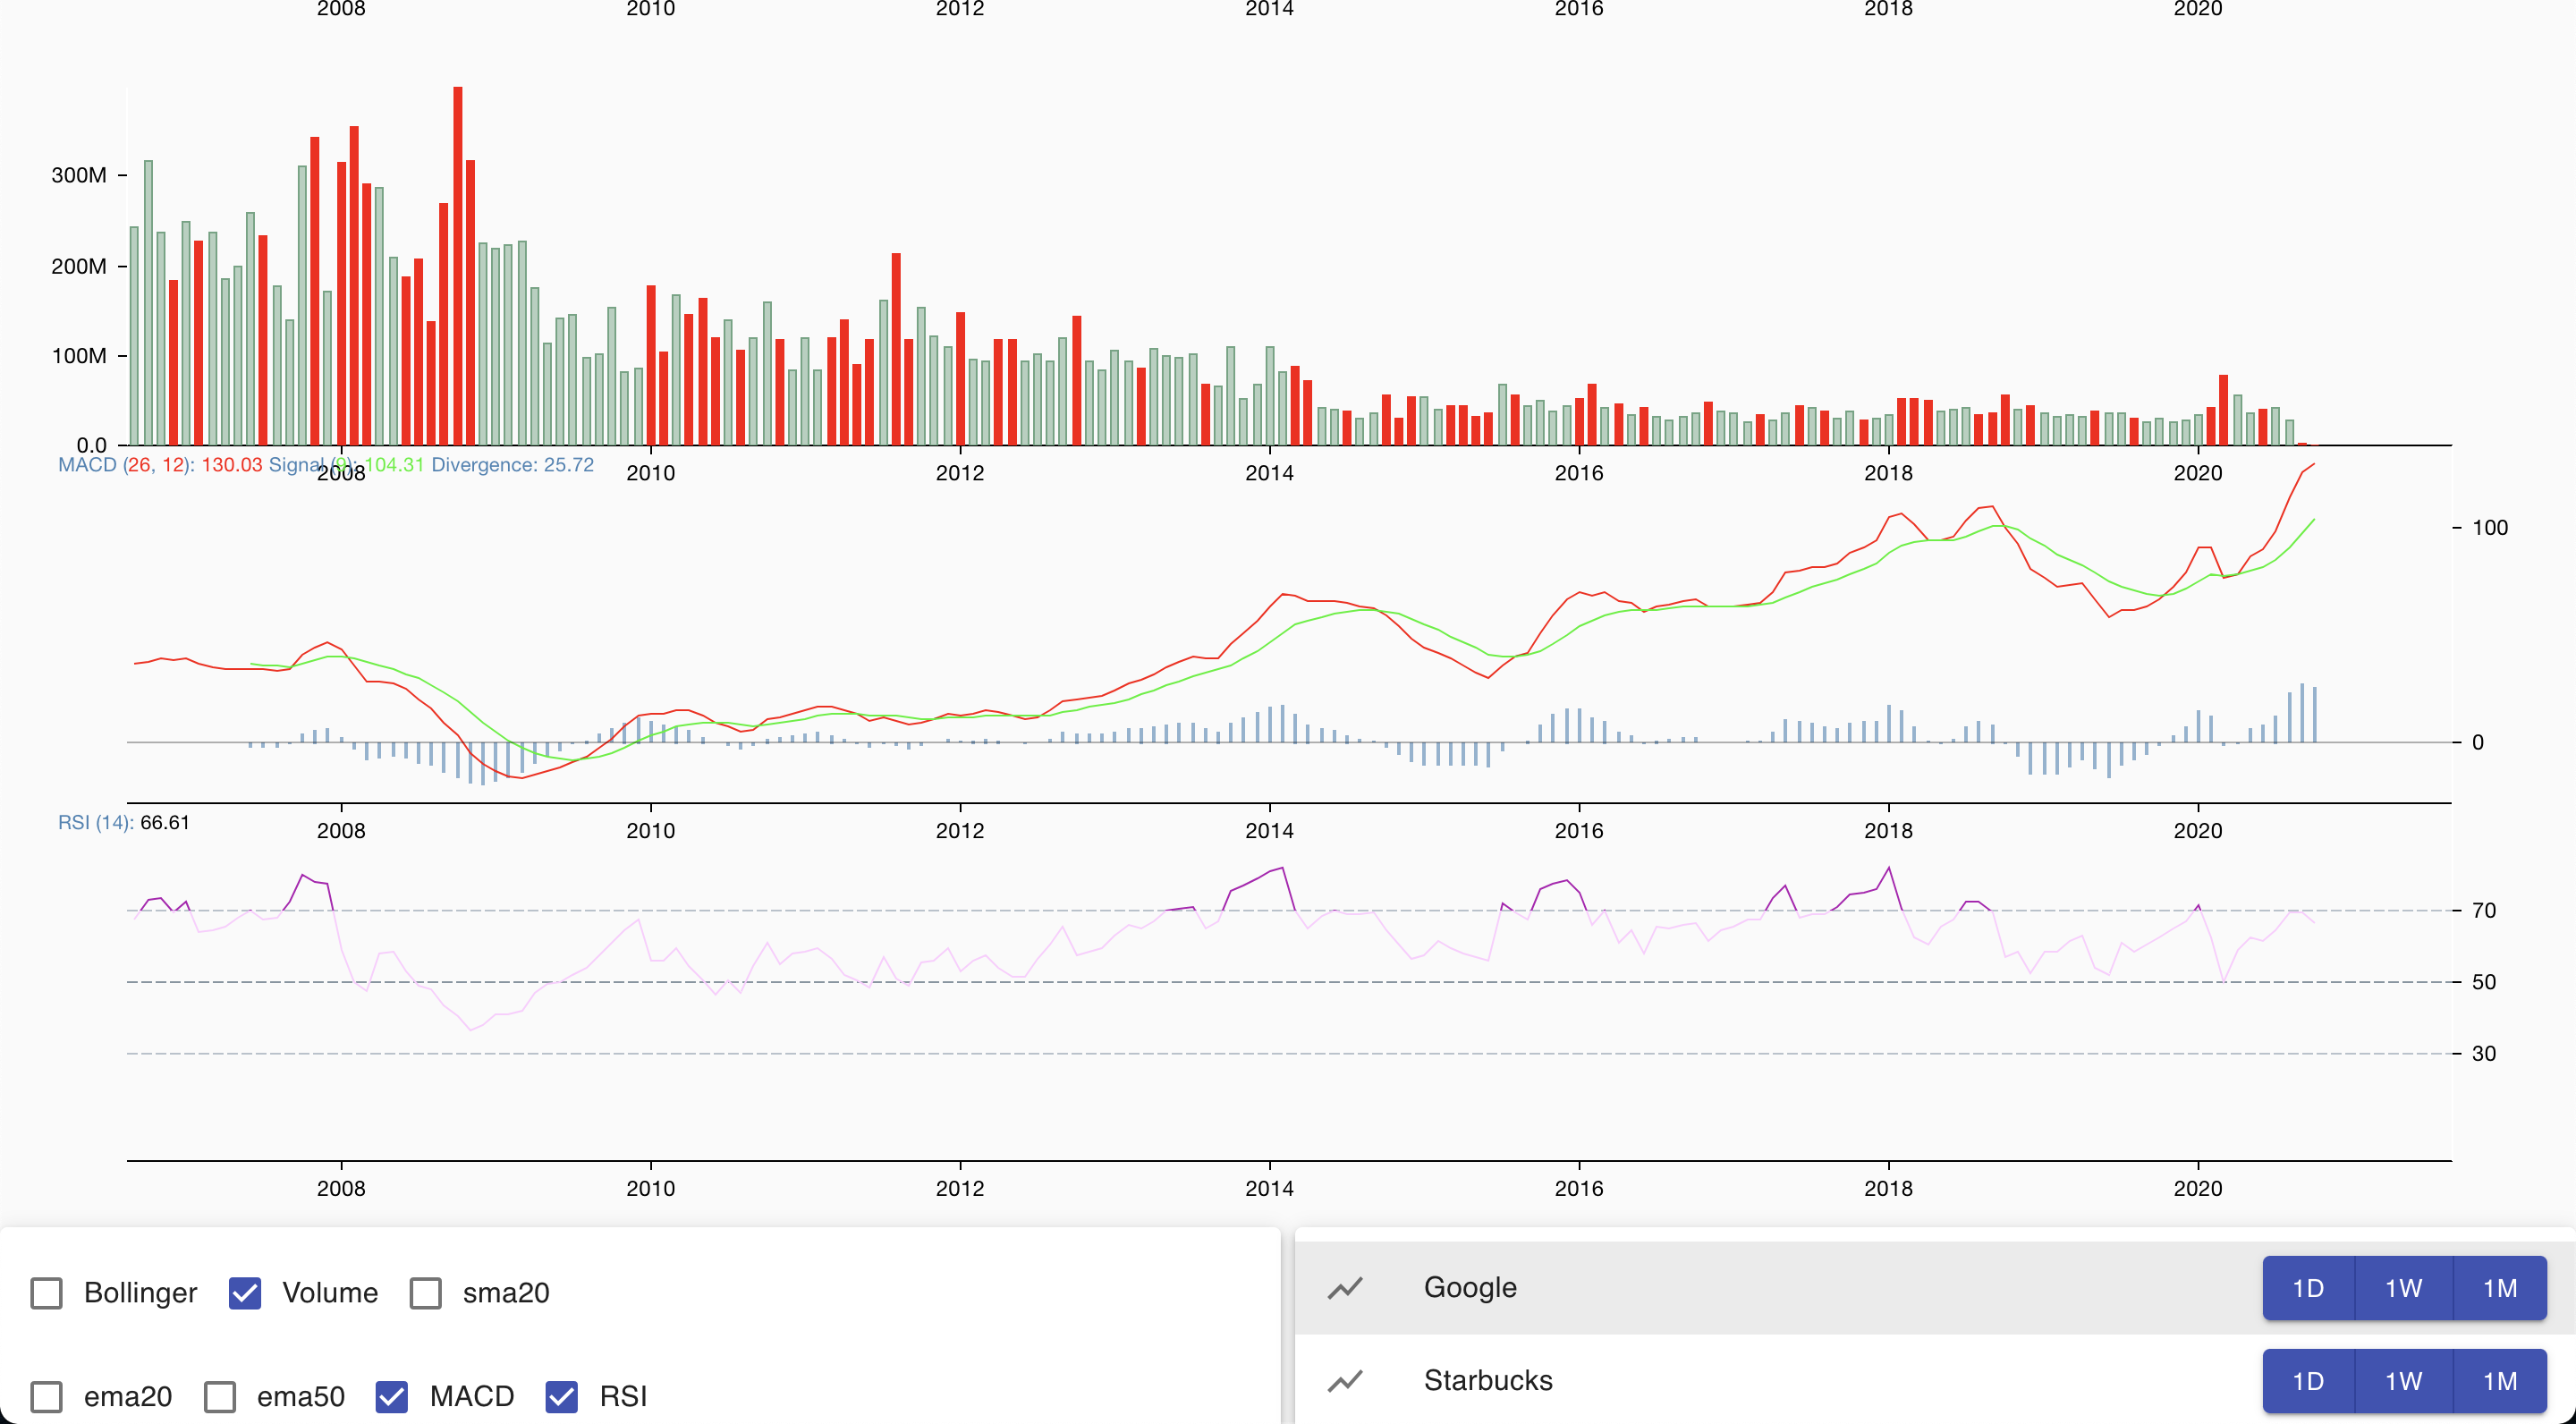 2008 2010 2012 2014 2016 2018 2020
300M
200M
100M
0.0
MACD (26, 12): 130.03 Signal (9): 104.31 Divergence: 25.72
2008 2010 2012 2014 2016 2018 2020
100
0
RSI (14): 66.61
2008 2010 2012 2014 2016 2018 2020
70
50
30
2008 2010 2012 2014 2016 2018 2020
Bollinger Volume sma20
ema20 ema50 MACD RSI
Google 1D 1W 1M
Starbucks 1D 1W 1M